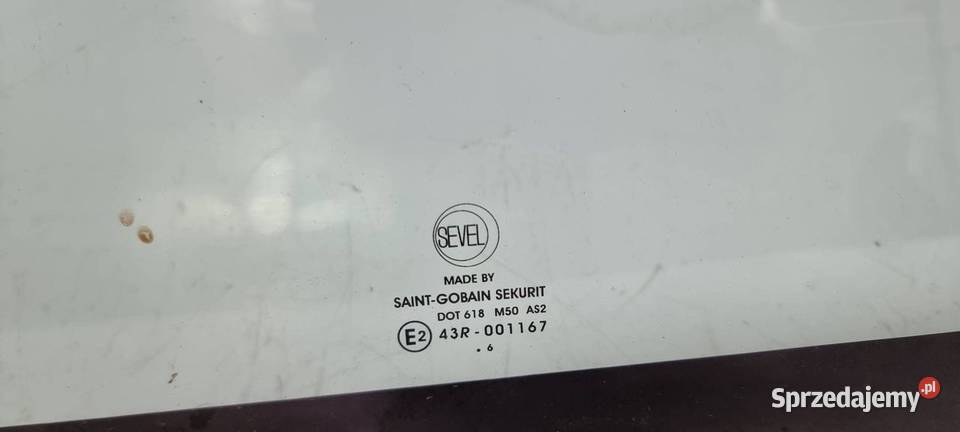 SEVEL
MADE BY
SAINT-GOBAIN SEKURIT
DOT 618 M50 AS2
E2 43R - 001167
. 6
Sprzedajemy.pl